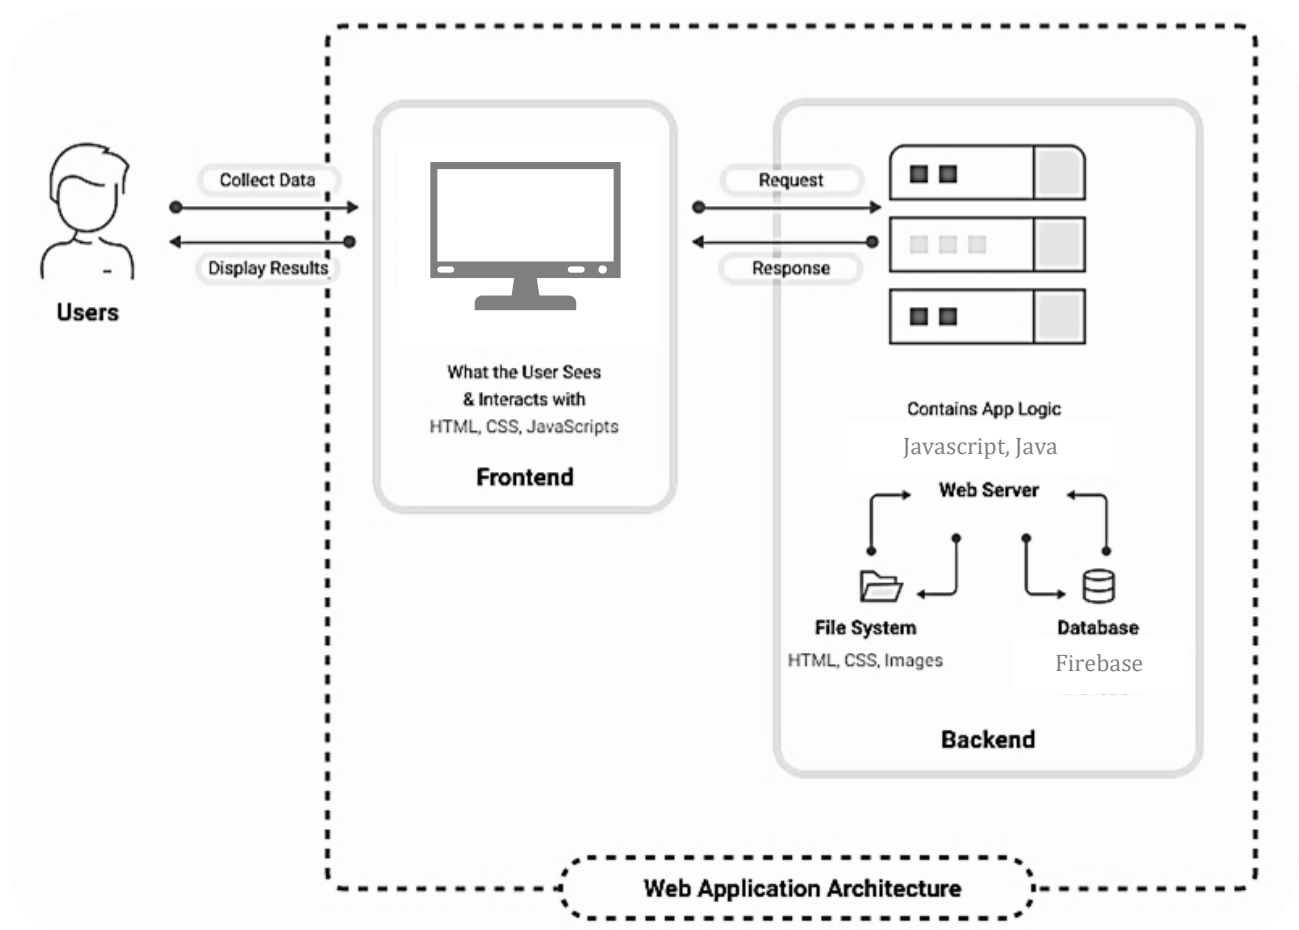 Users
Collect Data
Display Results
What the User Sees
& Interacts with
HTML, CSS, JavaScripts
Frontend
Request
Response
Contains App Logic
Javascript, Java
Web Server
File System
HTML, CSS, Images
Database
Firebase
Backend
Web Application Architecture